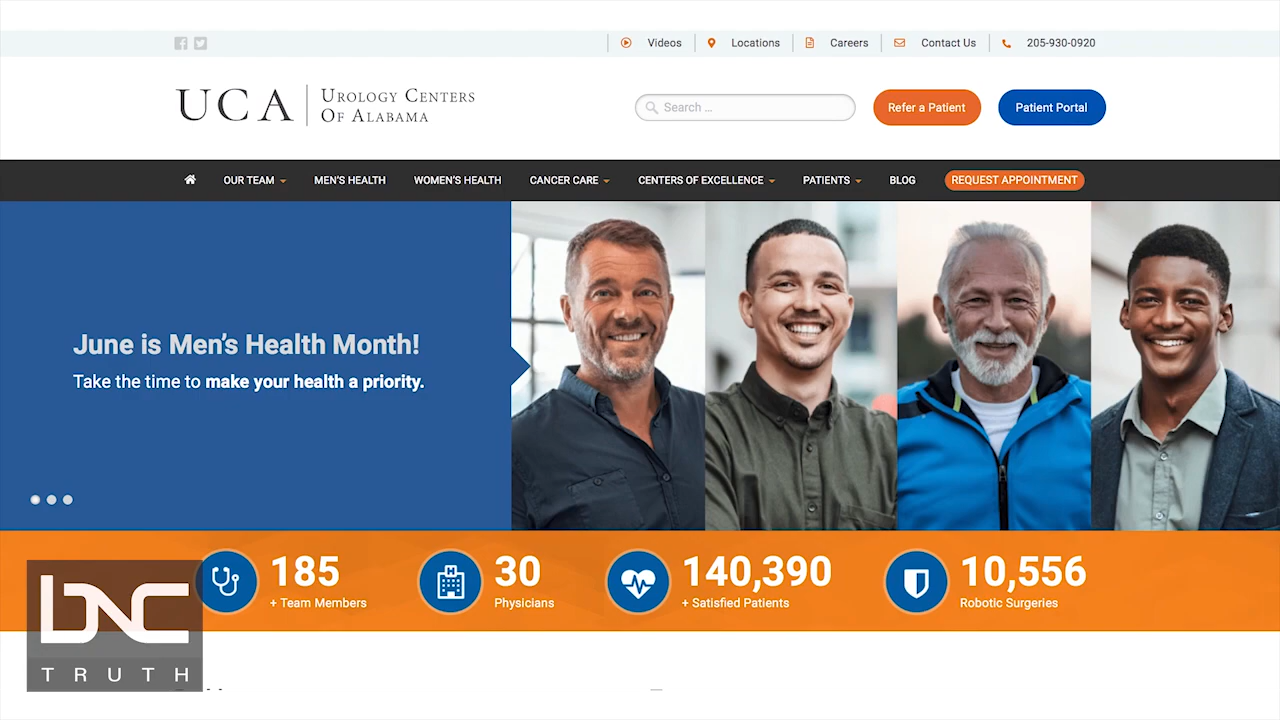 Videos
Locations
Careers
Contact Us
205-930-0920
UCA
Urology Centers
Of Alabama
Search ...
Refer a Patient
Patient Portal
OUR TEAM
MEN'S HEALTH
WOMEN'S HEALTH
CANCER CARE
CENTERS OF EXCELLENCE
PATIENTS
BLOG
REQUEST APPOINTMENT
June is Men's Health Month!
Take the time to make your health a priority.
185
+ Team Members
30
Physicians
140,390
+ Satisfied Patients
10,556
Robotic Surgeries
bnc
TRUTH